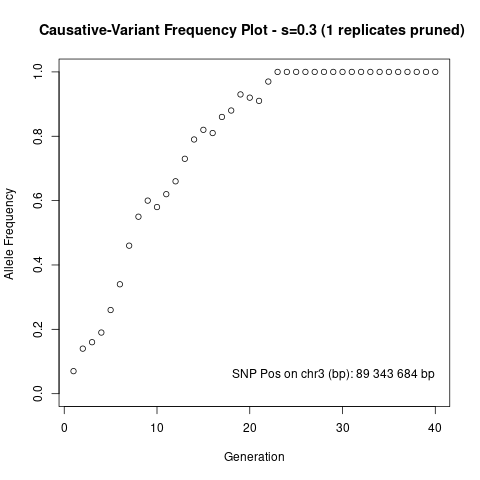 Causative-Variant Frequency Plot - s=0.3 (1 replicates pruned)
1.0
0.8
0.6
0.4
0.2
0.0
Allele Frequency
SNP Pos on chr3 (bp): 89 343 684 bp
0 10 20 30 40
Generation